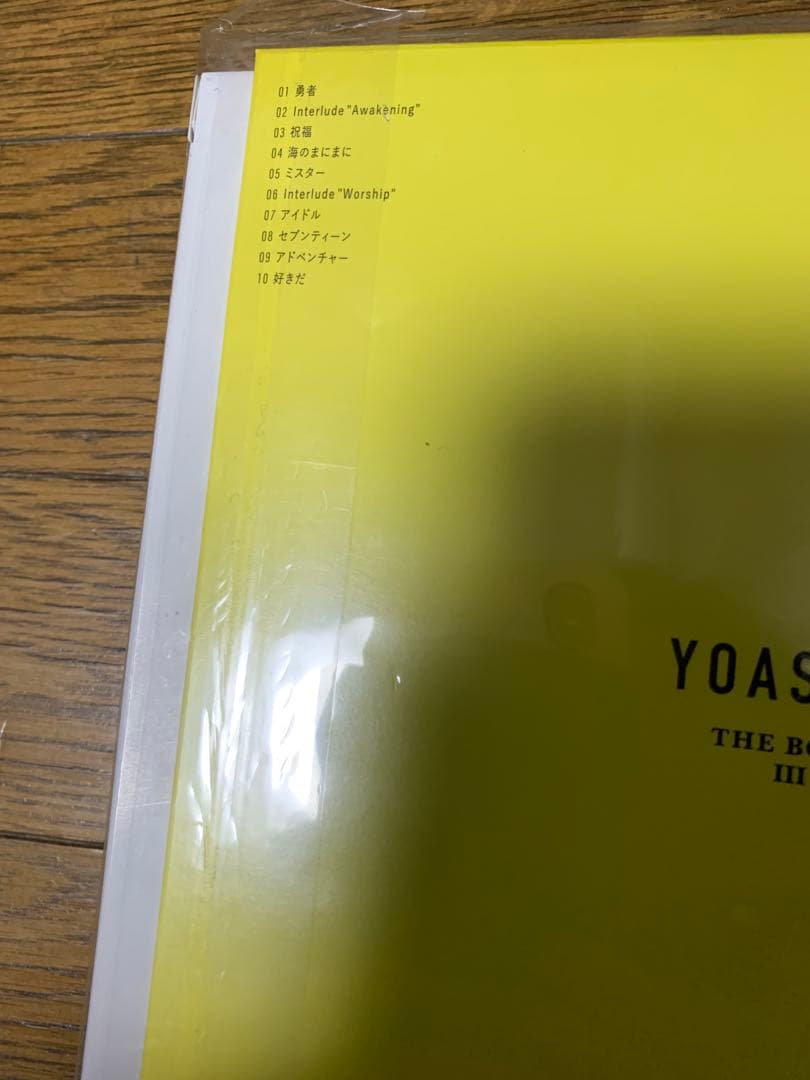 01 勇者
02 Interlude "Awakening"
03 祝福
04 海のまにまに
05 ミスター
06 Interlude "Worship"
07 アイドル
08 セブンティーン
09 アドベンチャー
10 好きだ
YOAS
THE BO
III